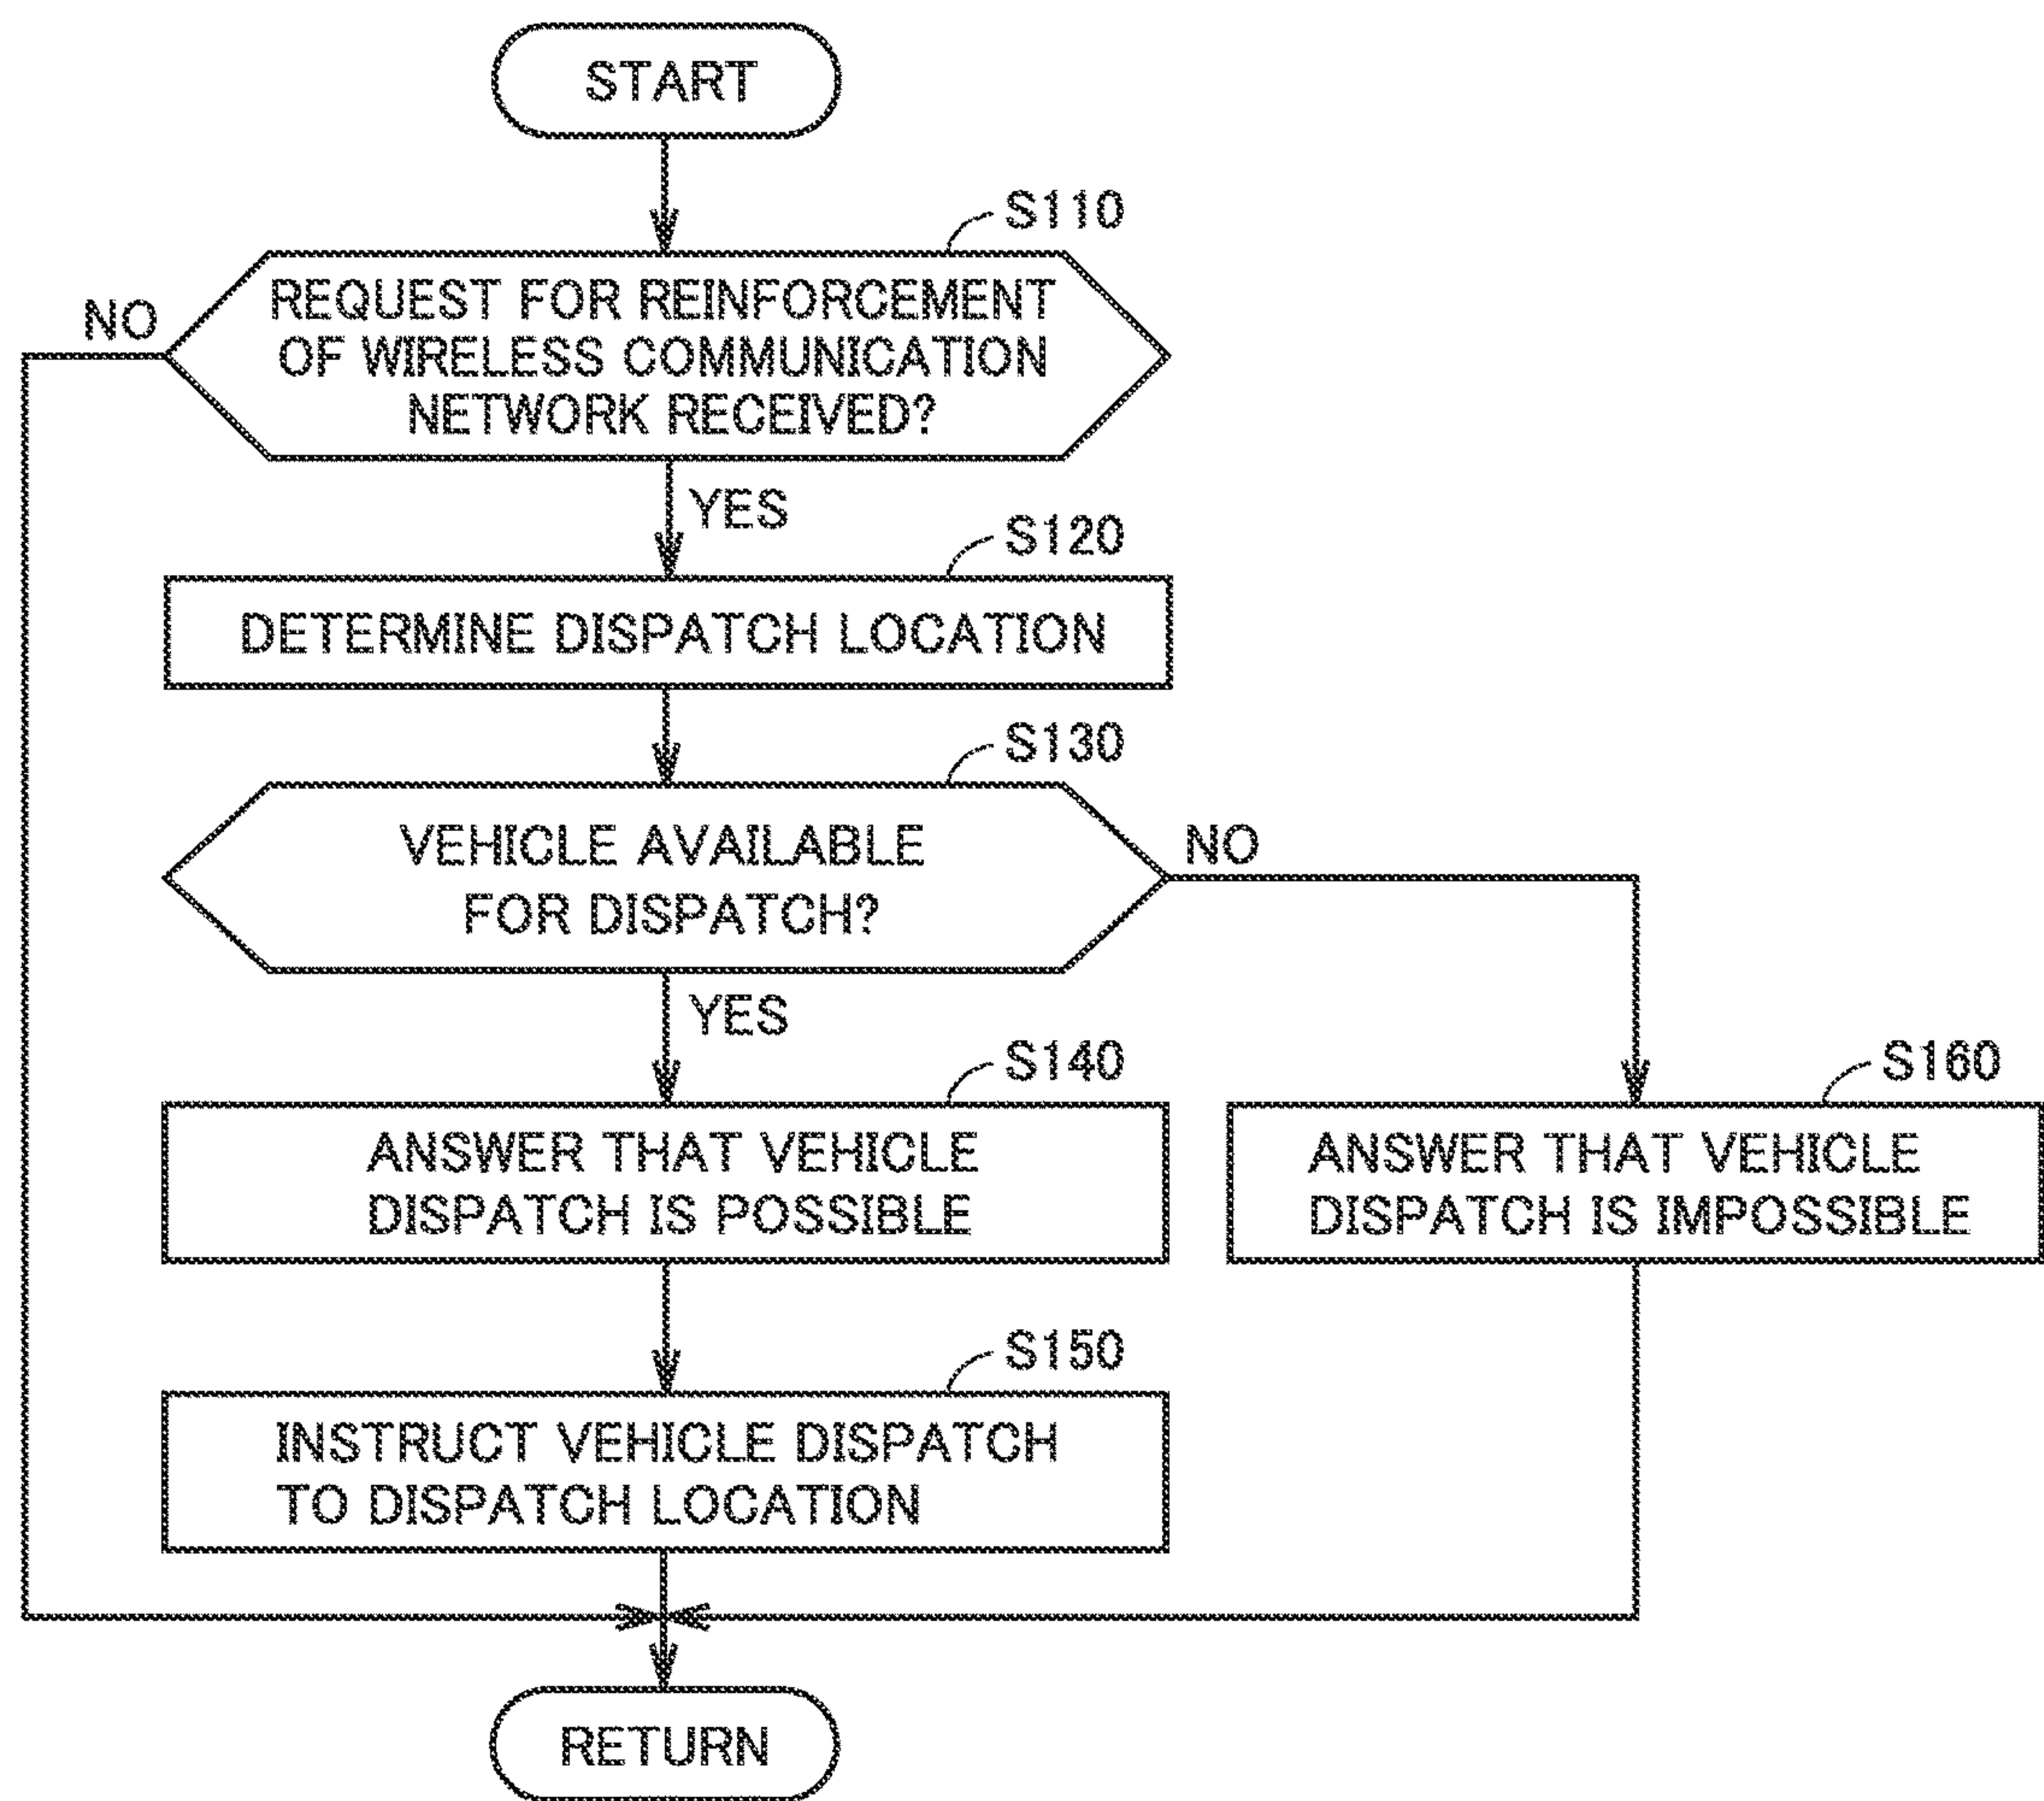 START
S110
NO
REQUEST FOR REINFORCEMENT
OF WIRELESS COMMUNICATION
NETWORK RECEIVED?
YES
S120
DETERMINE DISPATCH LOCATION
S130
VEHICLE AVAILABLE
FOR DISPATCH?
NO
YES
S140
ANSWER THAT VEHICLE
DISPATCH IS POSSIBLE
S160
ANSWER THAT VEHICLE
DISPATCH IS IMPOSSIBLE
S150
INSTRUCT VEHICLE DISPATCH
TO DISPATCH LOCATION
RETURN